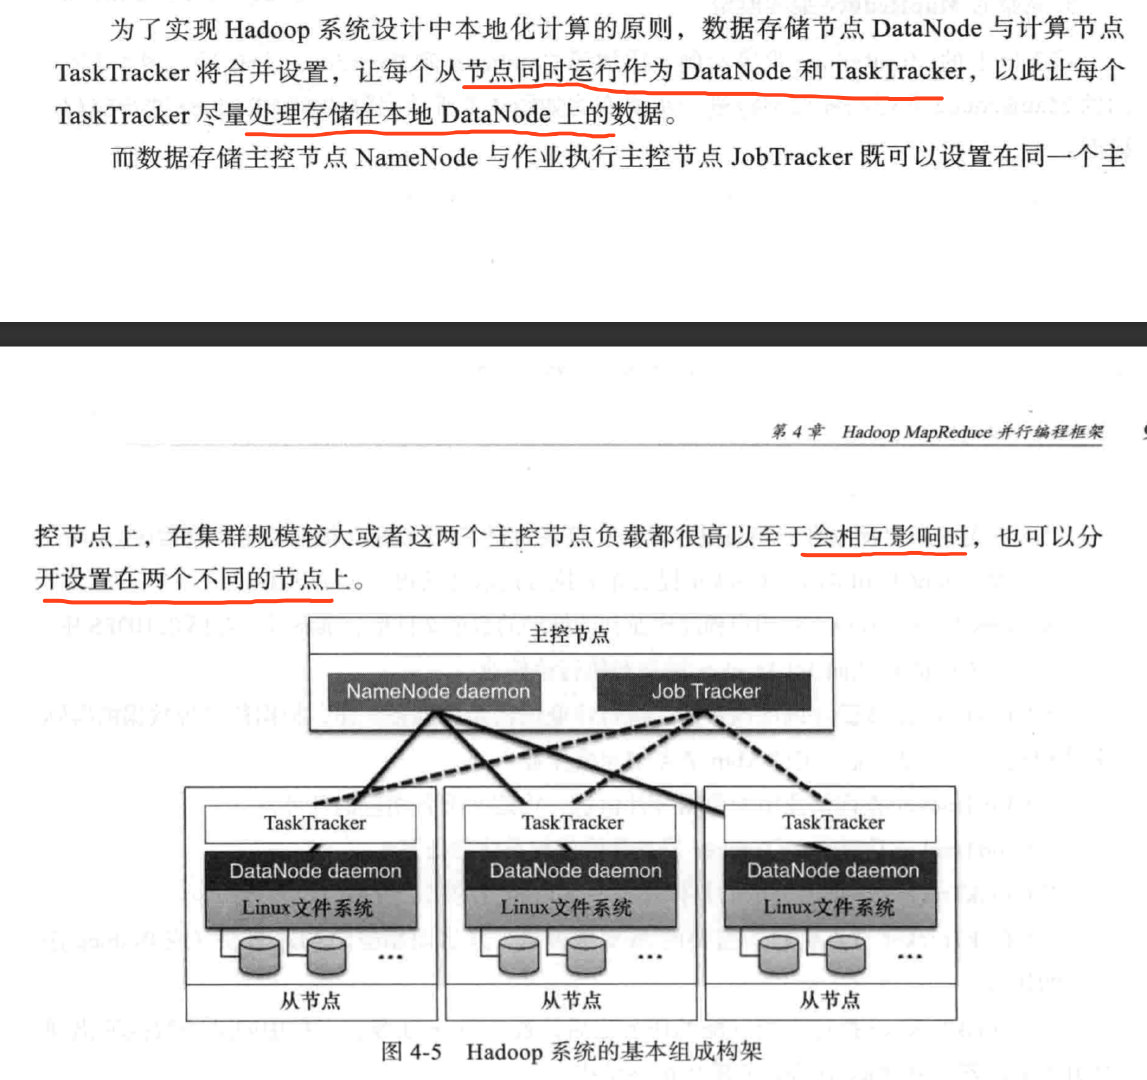 为了实现 Hadoop 系统设计中本地化计算的原则，数据存储节点 DataNode 与计算节点
TaskTracker 将合并设置，让每个从节点同时运行作为 DataNode 和 TaskTracker，以此让每个
TaskTracker 尽量处理存储在本地 DataNode 上的数据。
而数据存储主控节点 NameNode 与作业执行主控节点 JobTracker 既可以设置在同一个主
第 4 章 Hadoop MapReduce 并行编程框架
控节点上，在集群规模较大或者这两个主控节点负载都很高以至于会相互影响时，也可以分
开设置在两个不同的节点上。
主控节点
NameNode daemon Job Tracker
TaskTracker TaskTracker TaskTracker
DataNode daemon DataNode daemon DataNode daemon
Linux文件系统 Linux文件系统 Linux文件系统
... ... ...
从节点 从节点 从节点
图 4-5 Hadoop 系统的基本组成构架